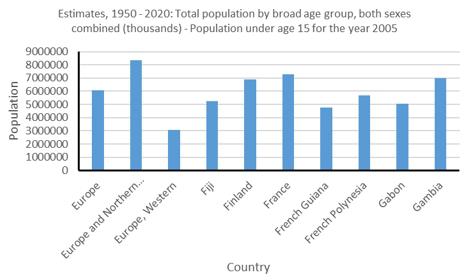 Estimates, 1950 - 2020: Total population by broad age group, both sexes
combined (thousands) - Population under age 15 for the year 2005
9000000
8000000
7000000
6000000
5000000
4000000
3000000
2000000
1000000
0
Population
Europe
Europe and Northern...
Europe, Western
Fiji
Finland
France
French Guiana
French Polynesia
Gabon
Gambia
Country